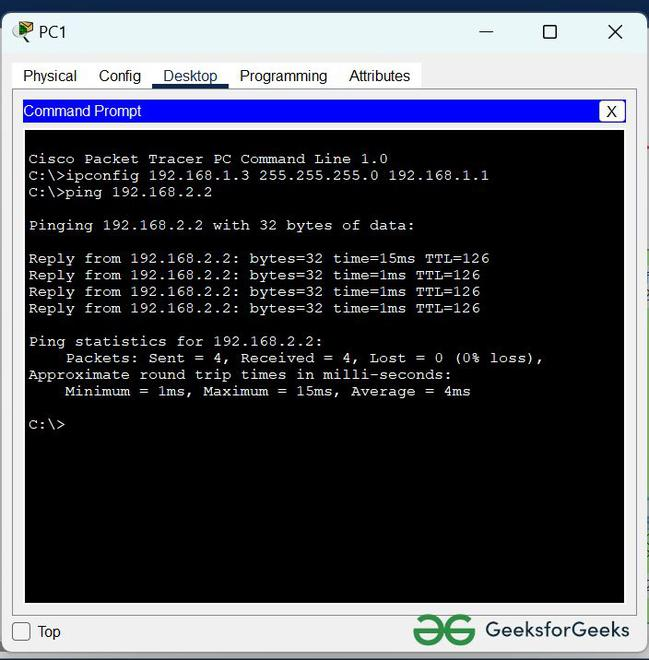 PC1
Physical Config Desktop Programming Attributes
Command Prompt X
Cisco Packet Tracer PC Command Line 1.0
C:\>ipconfig 192.168.1.3 255.255.255.0 192.168.1.1
C:\>ping 192.168.2.2
Pinging 192.168.2.2 with 32 bytes of data:
Reply from 192.168.2.2: bytes=32 time=15ms TTL=126
Reply from 192.168.2.2: bytes=32 time=1ms TTL=126
Reply from 192.168.2.2: bytes=32 time=1ms TTL=126
Reply from 192.168.2.2: bytes=32 time=1ms TTL=126
Ping statistics for 192.168.2.2:
Packets: Sent = 4, Received = 4, Lost = 0 (0% loss),
Approximate round trip times in milli-seconds:
Minimum = 1ms, Maximum = 15ms, Average = 4ms
C:\>
Top
GeeksforGeeks